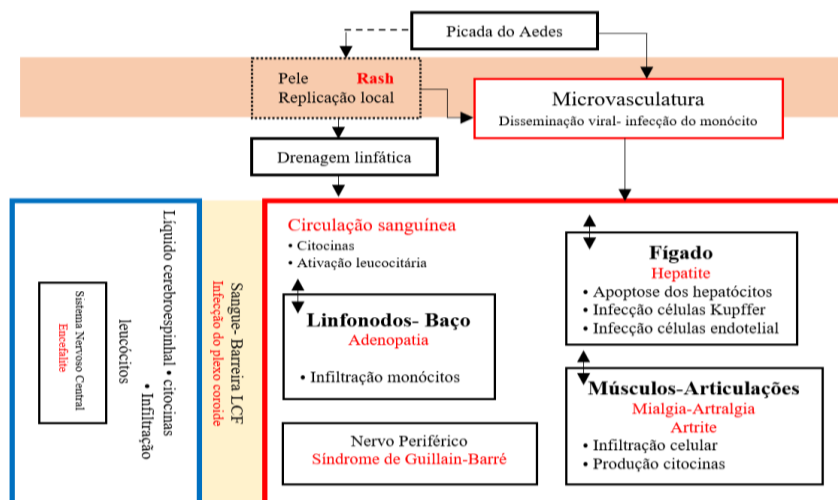 Picada do Aedes
Pele Rash
Replicação local
Microvasculatura
Disseminação viral- infecção do monócito
Drenagem linfática
Líquido cerebroespinhal • citocinas
• Infiltração
leucócitos
Sistema Nervoso Central
Encefalite
Sangue- Barreira LCF
Infecção do plexo coroide
Circulação sanguínea
• Citocinas
• Ativação leucocitária
Linfonodos- Baço
Adenopatia
• Infiltração monócitos
Nervo Periférico
Síndrome de Guillain-Barré
Fígado
Hepatite
• Apoptose dos hepatócitos
• Infecção células Kupffer
• Infecção células endotelial
Músculos-Articulações
Mialgia-Artralgia
Artrite
• Infiltração celular
• Produção citocinas